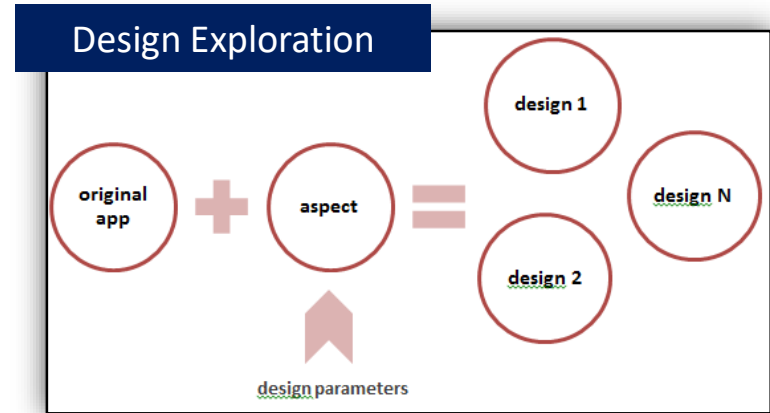 Design Exploration
original
app
aspect
design 1
design N
design 2
design parameters